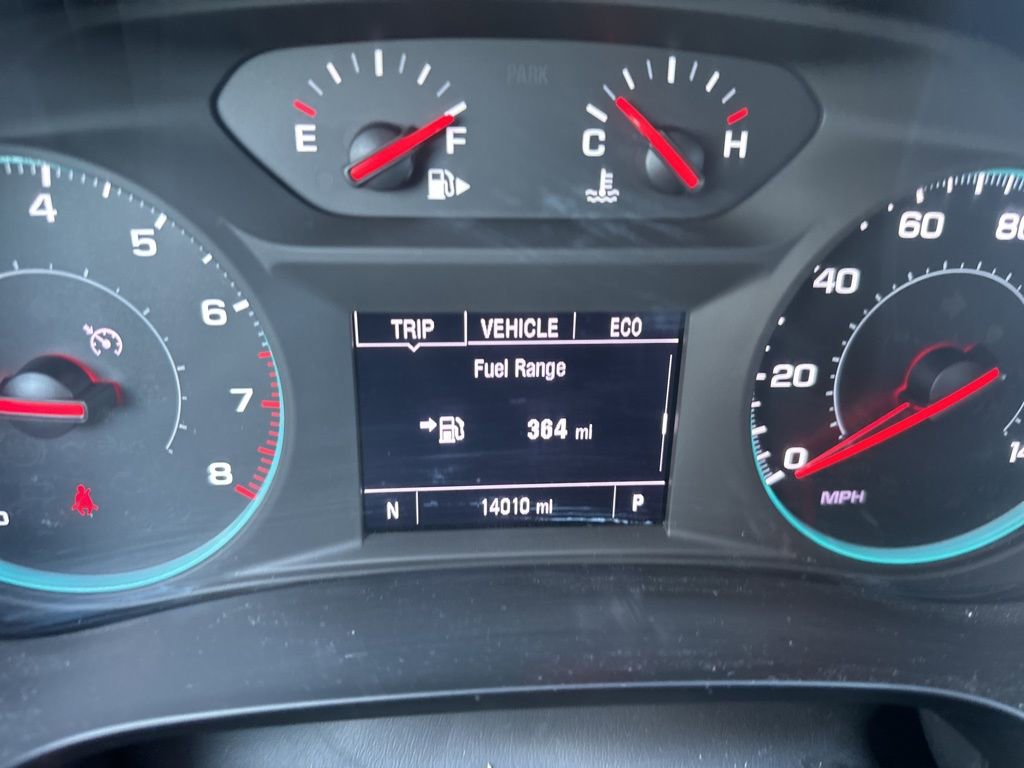 PARK
E F
C H
4
5
6
7
8
0
20
40
60
80
MPH
TRIP VEHICLE ECO
Fuel Range
364 mi
N 14010 mi P